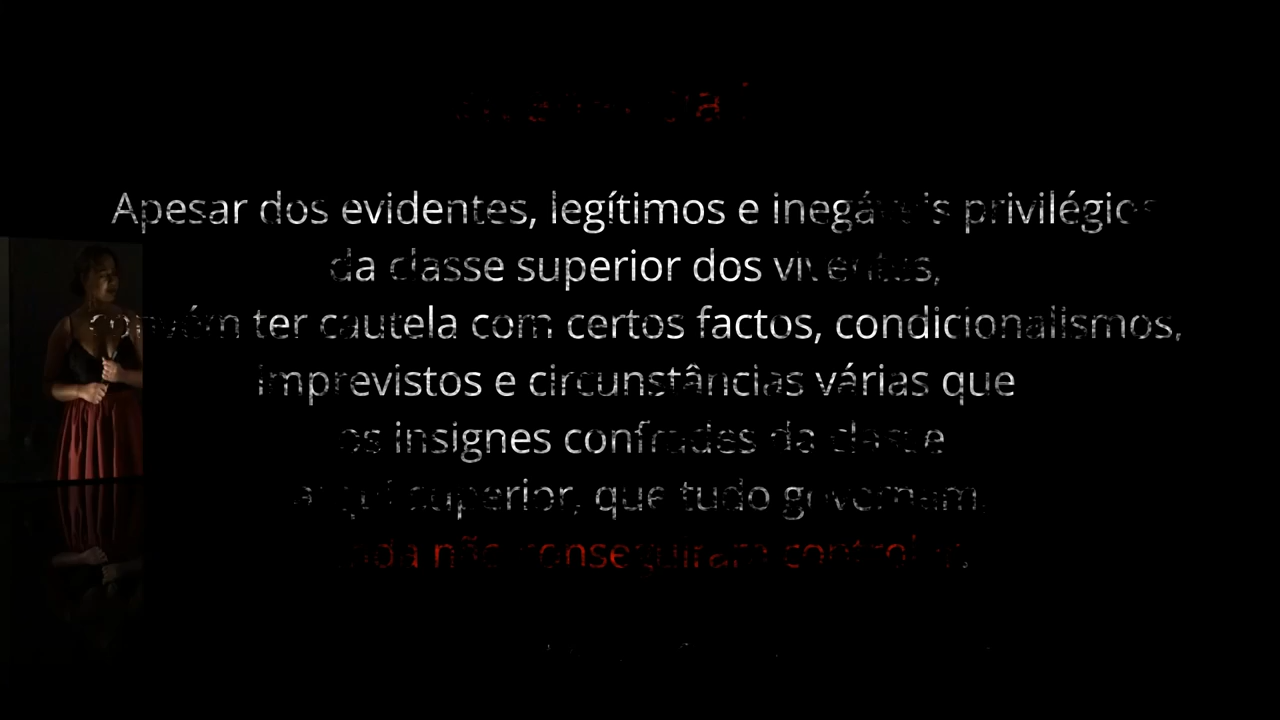 Apesar dos evidentes, legítimos e inegáveis privilégios
da classe superior dos viventes,
convém ter cautela com certos factos, condicionalismos,
imprevistos e circunstâncias várias que
os insignes confrades da classe
superior, que tudo governam,
não conseguiram controlar.